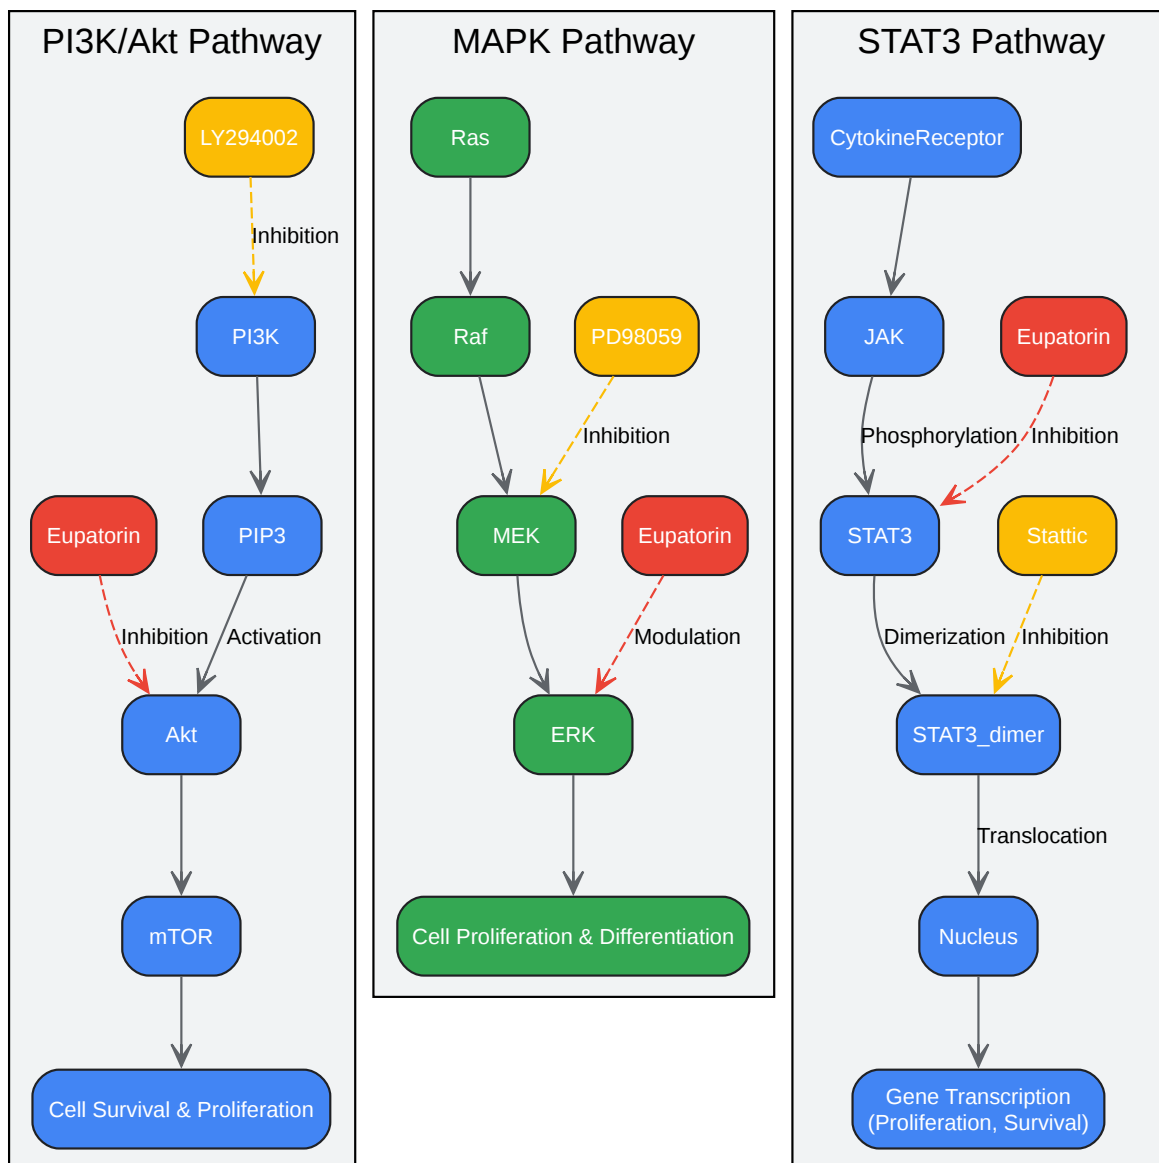 PI3K/Akt Pathway
LY294002
Inhibition
PI3K
Eupatorin
PIP3
Inhibition
Activation
Akt
mTOR
Cell Survival & Proliferation
MAPK Pathway
Ras
Raf
PD98059
Inhibition
MEK
Eupatorin
Modulation
ERK
Cell Proliferation & Differentiation
STAT3 Pathway
CytokineReceptor
JAK
Eupatorin
Phosphorylation
Inhibition
STAT3
Stattic
Dimerization
Inhibition
STAT3_dimer
Translocation
Nucleus
Gene Transcription
(Proliferation, Survival)